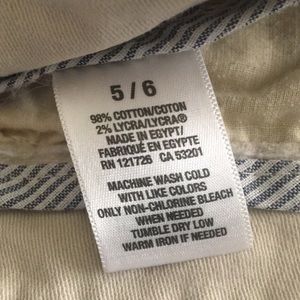 5 / 6
98% COTTON/COTON
2% LYCRA/LYCRA®
MADE IN EGYPT/
FABRIQUÉ EN EGYPTE
RN 121726 CA 53201
MACHINE WASH COLD
WITH LIKE COLORS
ONLY NON-CHLORINE BLEACH
WHEN NEEDED
TUMBLE DRY LOW
WARM IRON IF NEEDED